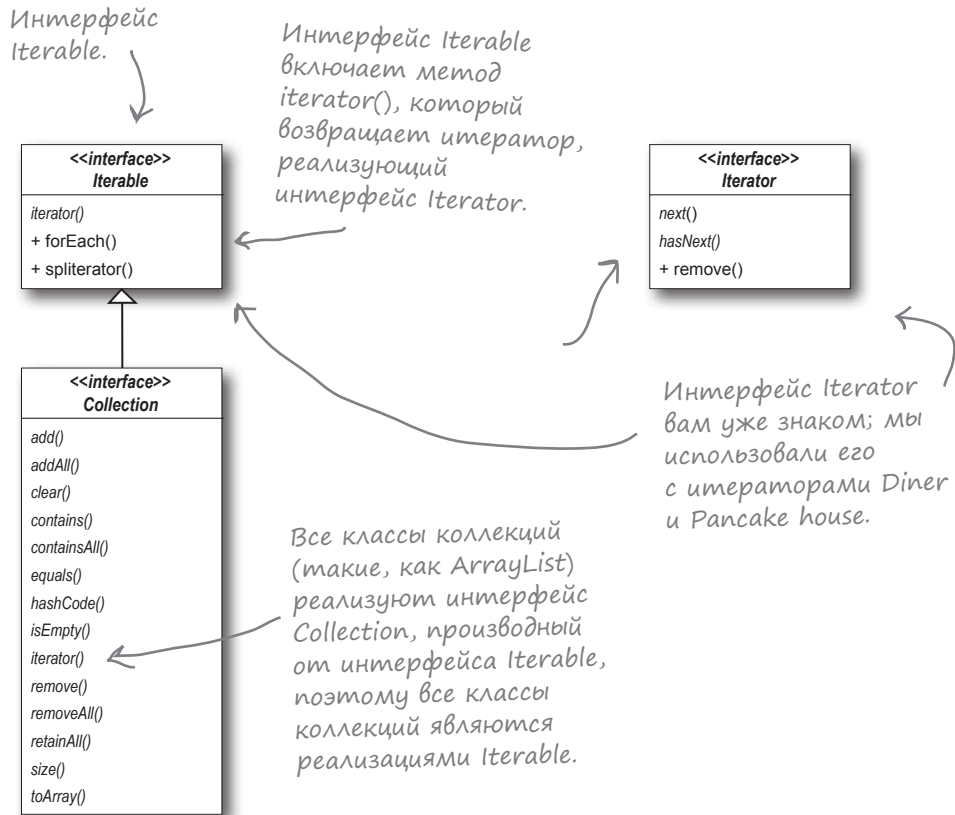 Интерфейс
Iterable.
Интерфейс Iterable
включает метод
iterator(), который
возвращает итератор,
реализующий
интерфейс Iterator.
<<interface>>
Iterable
iterator()
+ forEach()
+ spliterator()
<<interface>>
Iterator
next()
hasNext()
+ remove()
Интерфейс Iterator
вам уже знаком; мы
использовали его
с итераторами Diner
и Pancake house.
<<interface>>
Collection
add()
addAll()
clear()
contains()
containsAll()
equals()
hashCode()
isEmpty()
iterator()
remove()
removeAll()
retainAll()
size()
toArray()
Все классы коллекций
(такие, как ArrayList)
реализуют интерфейс
Collection, производный
от интерфейса Iterable,
поэтому все классы
коллекций являются
реализациями Iterable.